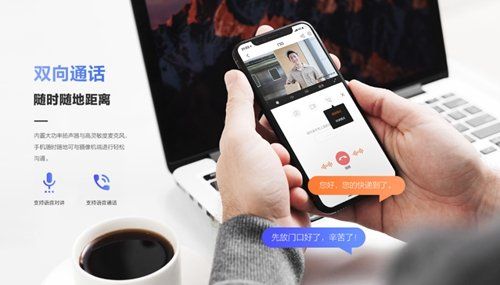 双向通话
随时随地距离
内置大功率扬声器与高灵敏度麦克风,
手机随时随地可与摄像机端进行轻松
沟通。
支持语音对讲
支持语音通话
您好,您的快递到了。
先放门口好了,辛苦了!